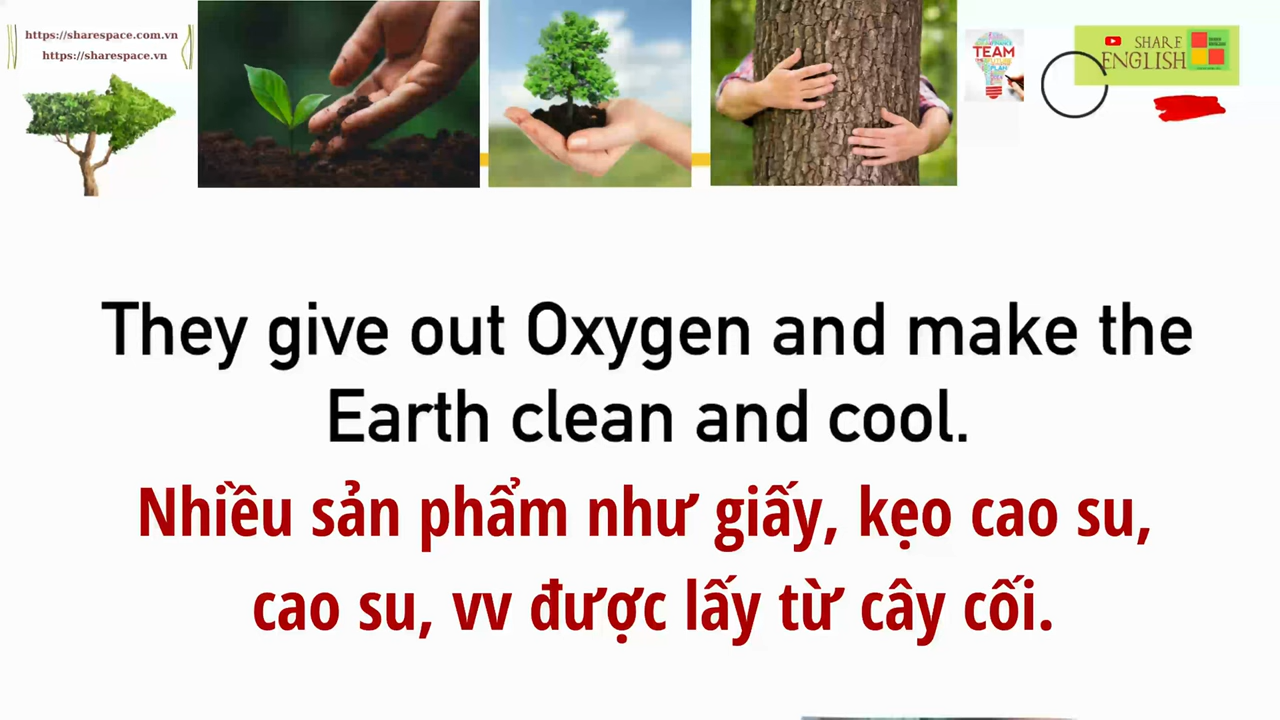 https://sharespace.com.vn
https://sharespace.vn
TEAM
SHARE
ENGLISH
They give out Oxygen and make the
Earth clean and cool.
Nhiều sản phẩm như giấy, kẹo cao su,
cao su, vv được lấy từ cây cối.